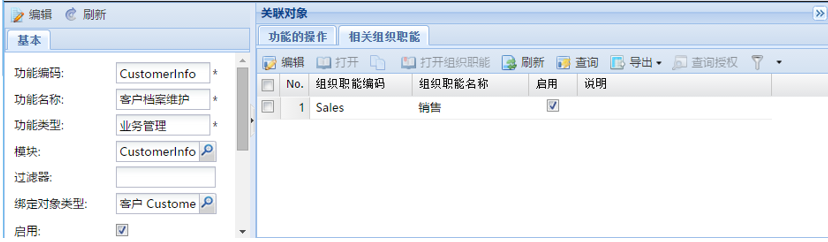 编辑 刷新
基本
功能编码: CustomerInfo *
功能名称: 客户档案维护 *
功能类型: 业务管理 *
模块: CustomerInfo
过滤器:
绑定对象类型: 客户 Custome
启用:
关联对象
功能的操作 相关组织职能
编辑 打开 打开组织职能 刷新 查询 导出 查询授权
No. 组织职能编码 组织职能名称 启用 说明
1 Sales 销售